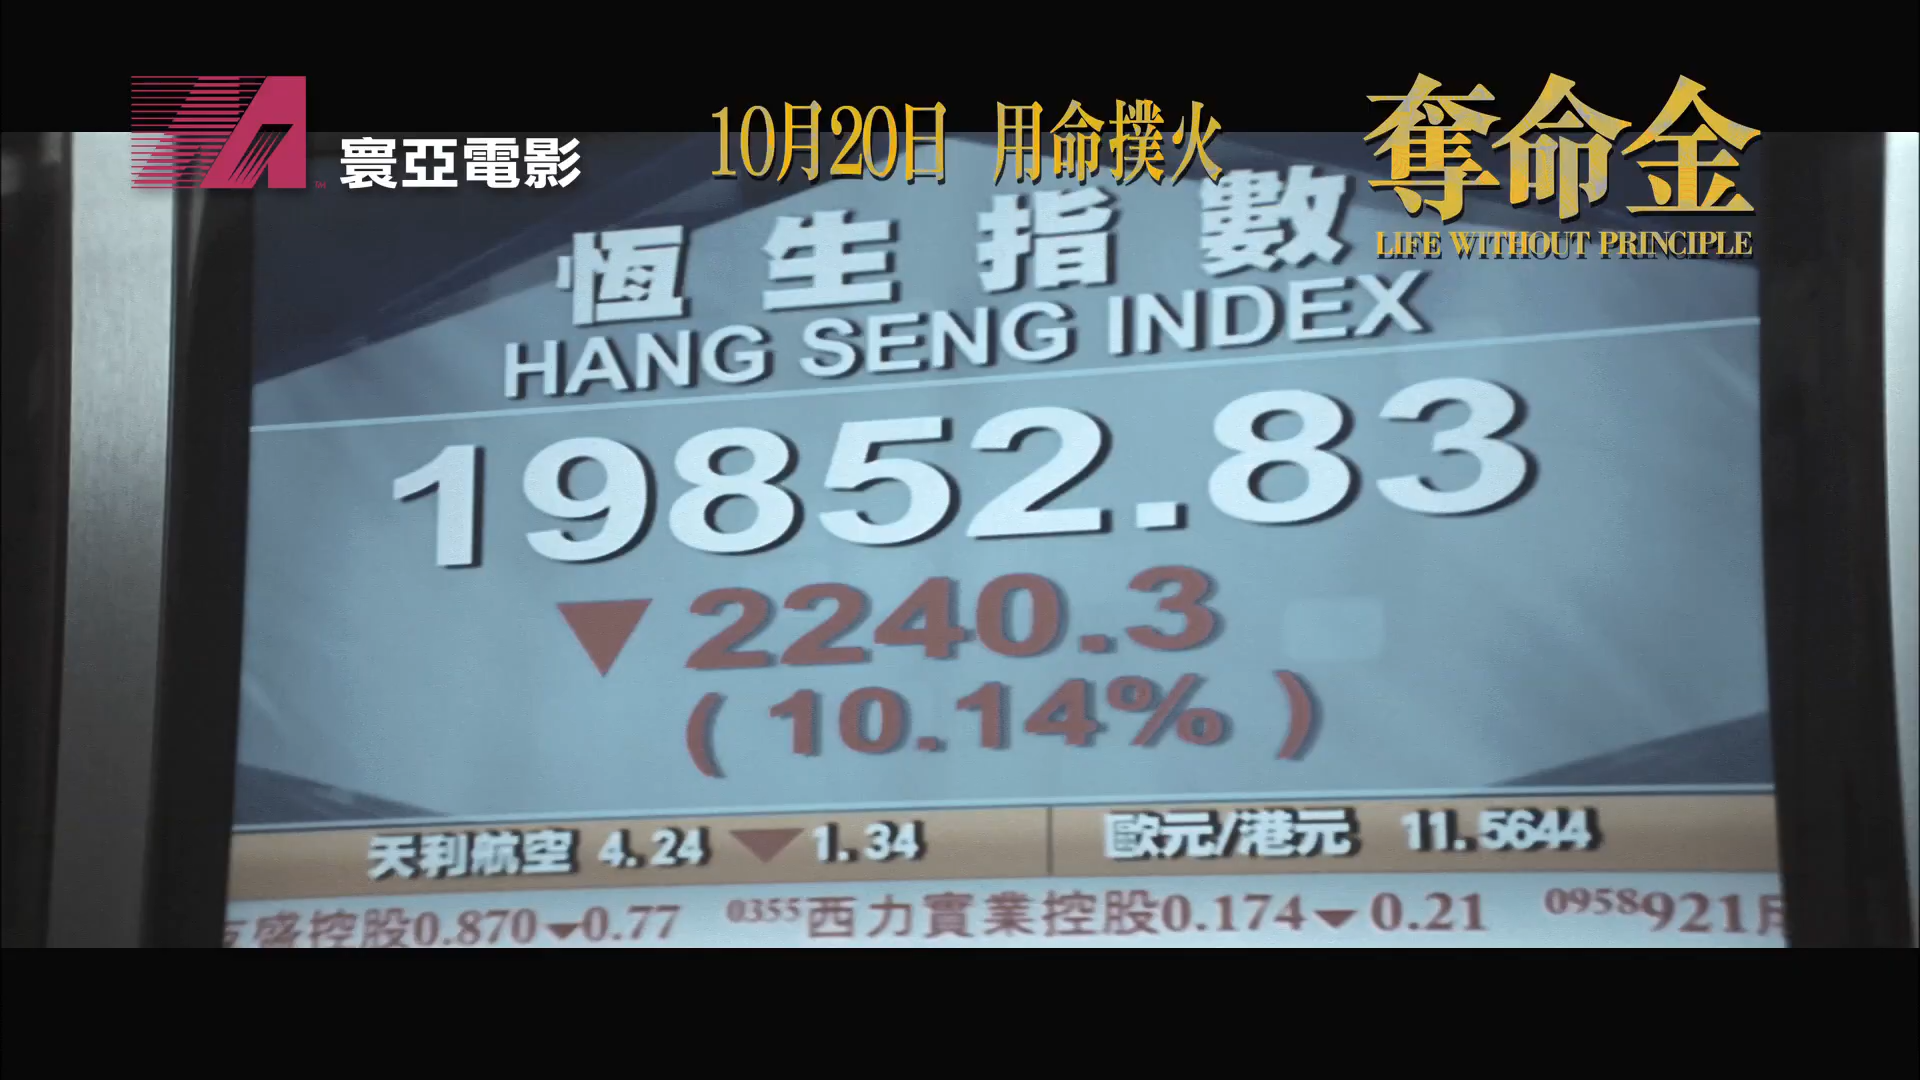 寰亞電影
10月20日 用命撲火
奪命金
LIFE WITHOUT PRINCIPLE
恆生指數
HANG SENG INDEX
19852.83
▼2240.3
(10.14%)
天利航空 4.24 ▼ 1.34 歐元/港元 11.5644
盛控股0.870▼0.77 0355西力實業控股0.174▼0.21 0958921